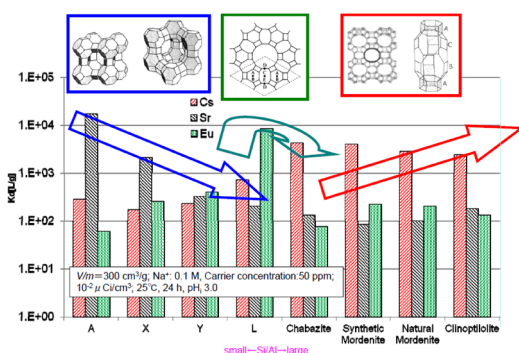 1.E+05
1.E+04
1.E+03
1.E+02
1.E+01
1.E+00
Kd[L/g]
Cs
Sr
Eu
V/m=300 cm³/g; Na⁺: 0.1 M, Carrier concentration:50 ppm;
10⁻² μ Ci/cm³; 25°C, 24 h, pHᵢ 3.0
A X Y L Chabazite Synthetic Mordenite Natural Mordenite Clinoptilolite
small←Si/Al→large